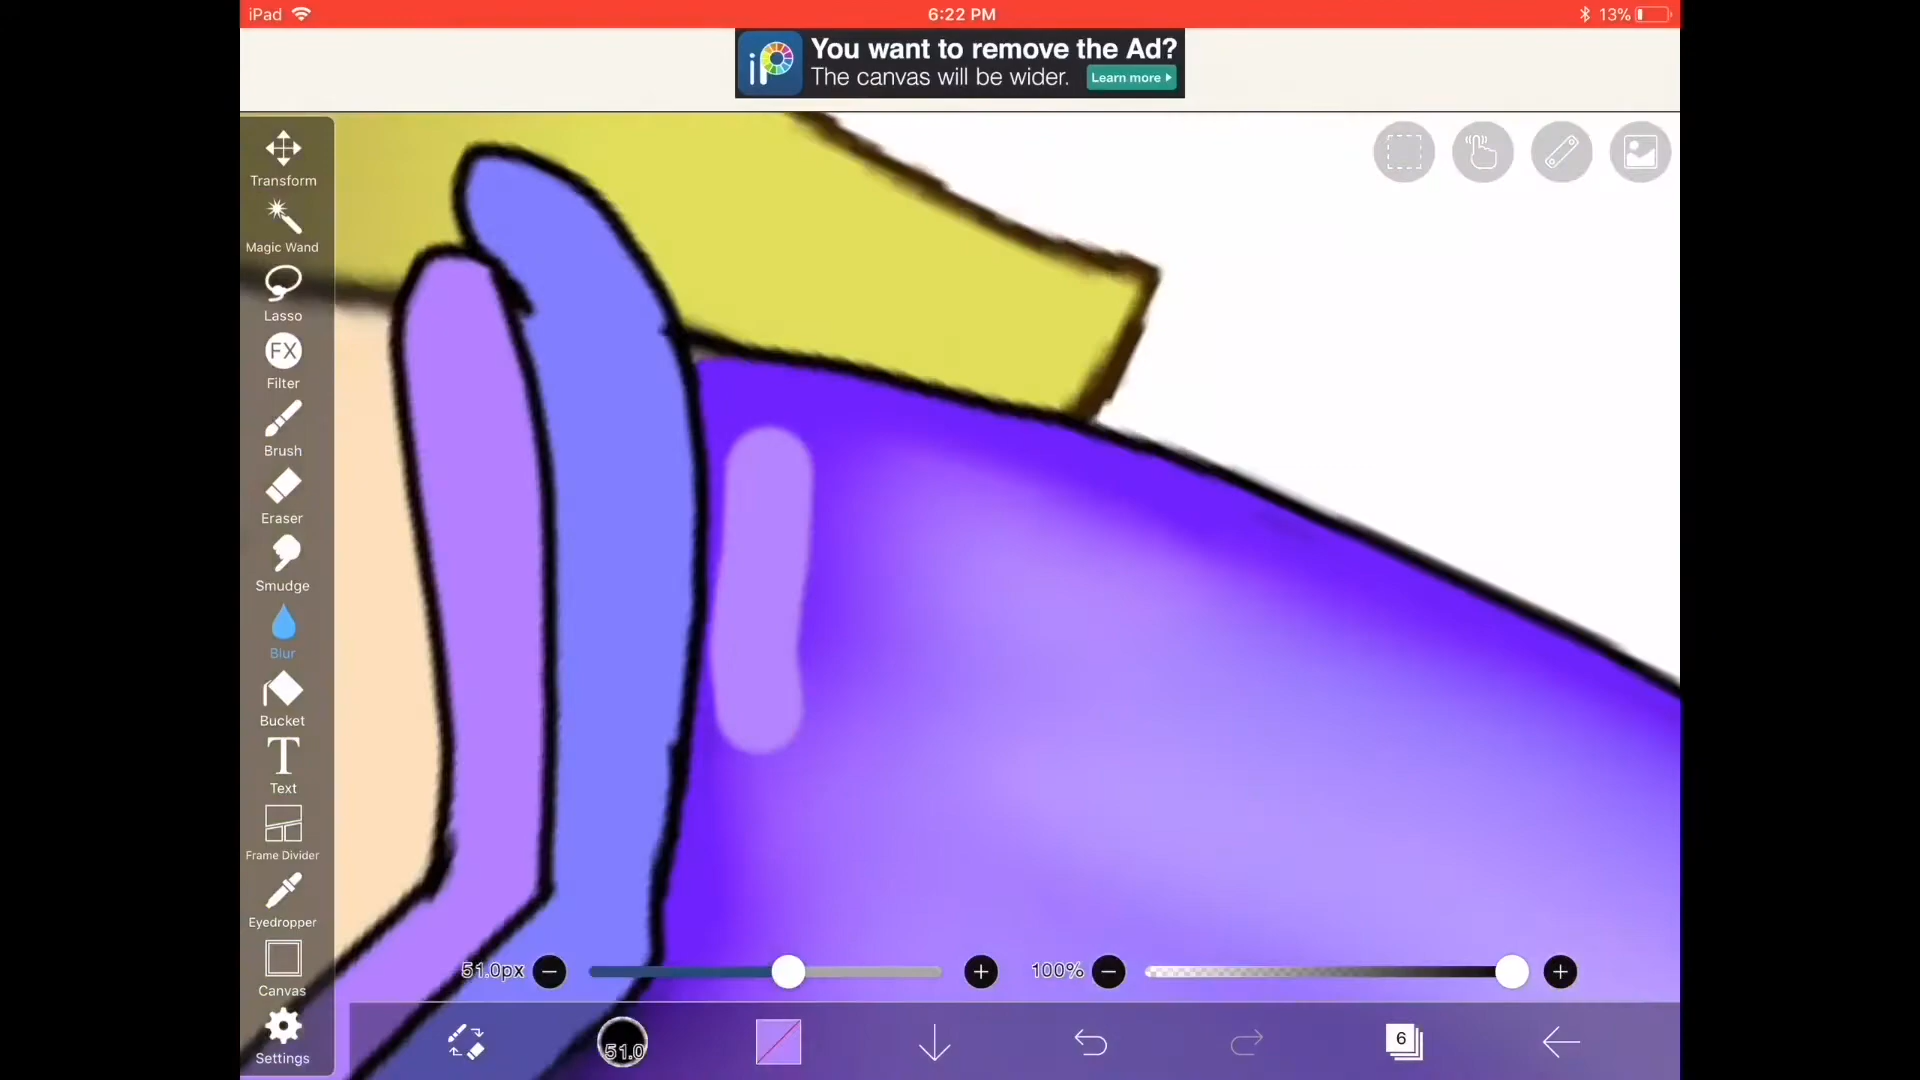 iPad
6:22 PM
13%
iP
You want to remove the Ad?
The canvas will be wider.
Learn more
Transform
Magic Wand
Lasso
FX
Filter
Brush
Eraser
Smudge
Blur
Bucket
T
Text
Frame Divider
Eyedropper
Canvas
Settings
51.0px
100%
51.0
6